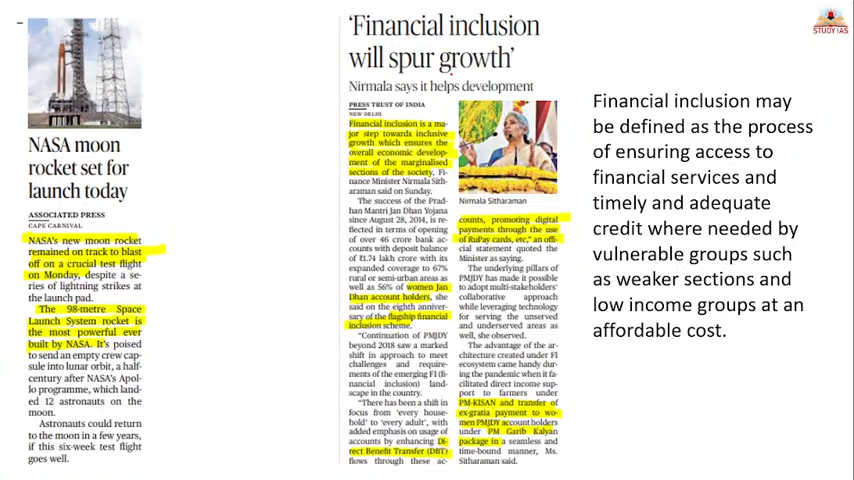 STUDY IAS
NASA moon
rocket set for
launch today
ASSOCIATED PRESS
CAPE CARNIVAL
NASA's new moon rocket
remained on track to blast
off on a crucial test flight
on Monday, despite a se-
ries of lightning strikes at
the launch pad.
The 98-metre Space
Launch System rocket is
the most powerful ever
built by NASA. It's poised
to send an empty crew cap-
sule into lunar orbit, a half-
century after NASA's Apol-
lo programme, which land-
ed 12 astronauts on the
moon.
Astronauts could return
to the moon in a few years,
if this six-week test flight
goes well.
'Financial inclusion
will spur growth'
Nirmala says it helps development
PRESS TRUST OF INDIA
NEW DELHI
Financial inclusion is a ma-
jor step towards inclusive
growth which ensures the
overall economic develop-
ment of the marginalised
sections of the society, Fi-
nance Minister Nirmala Sith-
araman said on Sunday.
The success of the Prad-
han Mantri Jan Dhan Yojana
since August 28, 2014, is re-
flected in terms of opening
of over 46 crore bank ac-
counts with deposit balance
of ₹1.74 lakh crore with its
expanded coverage to 67%
rural or semi-urban areas as
well as 56% of women Jan
Dhan account holders, she
said on the eighth anniver-
sary of the flagship financial
inclusion scheme.
"Continuation of PMJDY
beyond 2018 saw a marked
shift in approach to meet
challenges and require-
ments of the emerging FI (fi-
nancial inclusion) land-
scape in the country.
"There has been a shift in
focus from 'every house-
hold' to 'every adult', with
added emphasis on usage of
accounts by enhancing Di-
rect Benefit Transfer (DBT)
flows through these ac-
Nirmala Sitharaman
counts, promoting digital
payments through the use
of RuPay cards, etc," an offi-
cial statement quoted the
Minister as saying.
The underlying pillars of
PMJDY has made it possible
to adopt multi-stakeholders'
collaborative approach
while leveraging technology
for serving the unserved
and underserved areas as
well, she observed.
The advantage of the ar-
chitecture created under FI
ecosystem came handy dur-
ing the pandemic when it fa-
cilitated direct income sup-
port to farmers under
PM-KISAN and transfer of
ex-gratia payment to wo-
men PMJDY account holders
under PM Garib Kalyan
package in a seamless and
time-bound manner, Ms.
Sitharaman said.
Financial inclusion may
be defined as the process
of ensuring access to
financial services and
timely and adequate
credit where needed by
vulnerable groups such
as weaker sections and
low income groups at an
affordable cost.